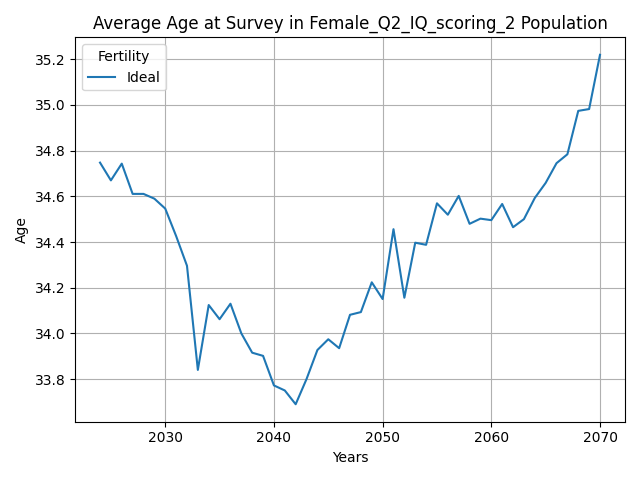 Average Age at Survey in Female_Q2_IQ_scoring_2 Population
Fertility
Ideal
35.2
35.0
34.8
34.6
34.4
34.2
34.0
33.8
Age
2030 2040 2050 2060 2070
Years